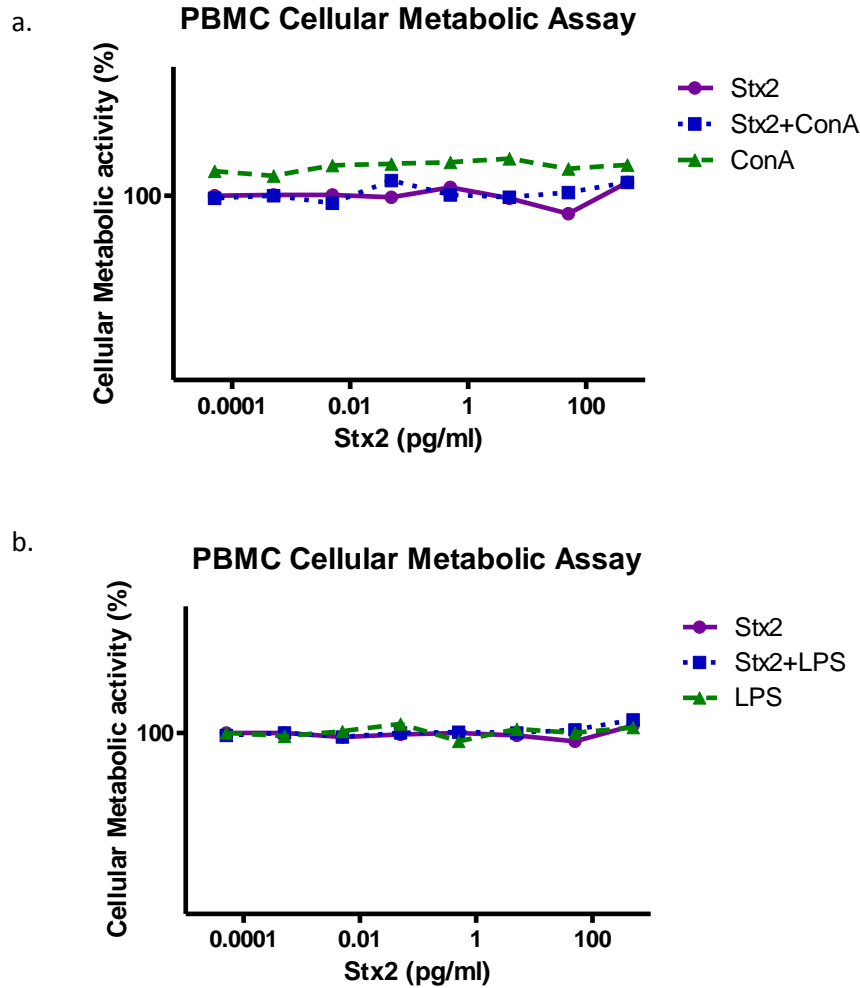 a.
PBMC Cellular Metabolic Assay
Cellular Metabolic activity (%)
100
0.0001 0.01 1 100
Stx2 (pg/ml)
Stx2
Stx2+ConA
ConA
b.
PBMC Cellular Metabolic Assay
Cellular Metabolic activity (%)
100
0.0001 0.01 1 100
Stx2 (pg/ml)
Stx2
Stx2+LPS
LPS